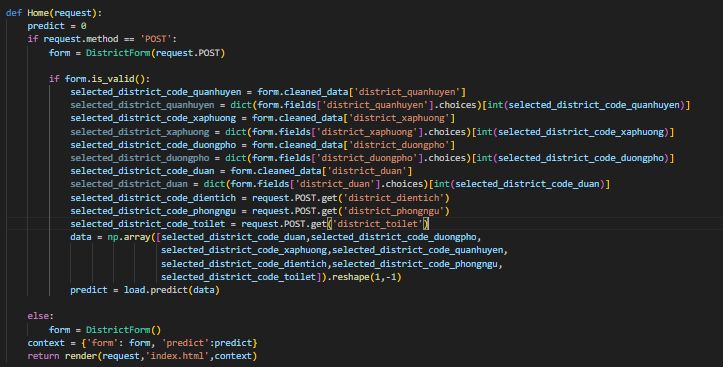 def Home(request):
    predict = 0
    if request.method == 'POST':
        form = DistrictForm(request.POST)

        if form.is_valid():
            selected_district_code_quanhuyen = form.cleaned_data['district_quanhuyen']
            selected_district_quanhuyen = dict(form.fields['district_quanhuyen'].choices)[int(selected_district_code_quanhuyen)]
            selected_district_code_xaphuong = form.cleaned_data['district_xaphuong']
            selected_district_xaphuong = dict(form.fields['district_xaphuong'].choices)[int(selected_district_code_xaphuong)]
            selected_district_code_duongpho = form.cleaned_data['district_duongpho']
            selected_district_duongpho = dict(form.fields['district_duongpho'].choices)[int(selected_district_code_duongpho)]
            selected_district_code_duan = form.cleaned_data['district_duan']
            selected_district_duan = dict(form.fields['district_duan'].choices)[int(selected_district_code_duan)]
            selected_district_code_dientich = request.POST.get('district_dientich')
            selected_district_code_phongngu = request.POST.get('district_phongngu')
            selected_district_code_toilet = request.POST.get('district_toilet')
            data = np.array([selected_district_code_duan,selected_district_code_duongpho,
                             selected_district_code_xaphuong,selected_district_code_quanhuyen,
                             selected_district_code_dientich,selected_district_code_phongngu,
                             selected_district_code_toilet]).reshape(1,-1)
            predict = load.predict(data)

    else:
        form = DistrictForm()
    context = {'form': form, 'predict':predict}
    return render(request,'index.html',context)